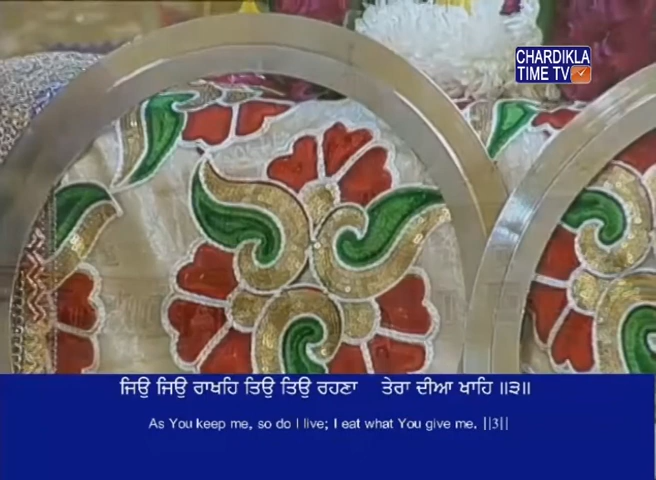 CHARDIKLA
TIME TV
ਜਿਉ ਜਿਉ ਰਾਖਹਿ ਤਿਉ ਤਿਉ ਰਹਣਾ ਤੇਰਾ ਦੀਆ ਖਾਹਿ ॥੩॥
As You keep me, so do I live; I eat what You give me. ||3||